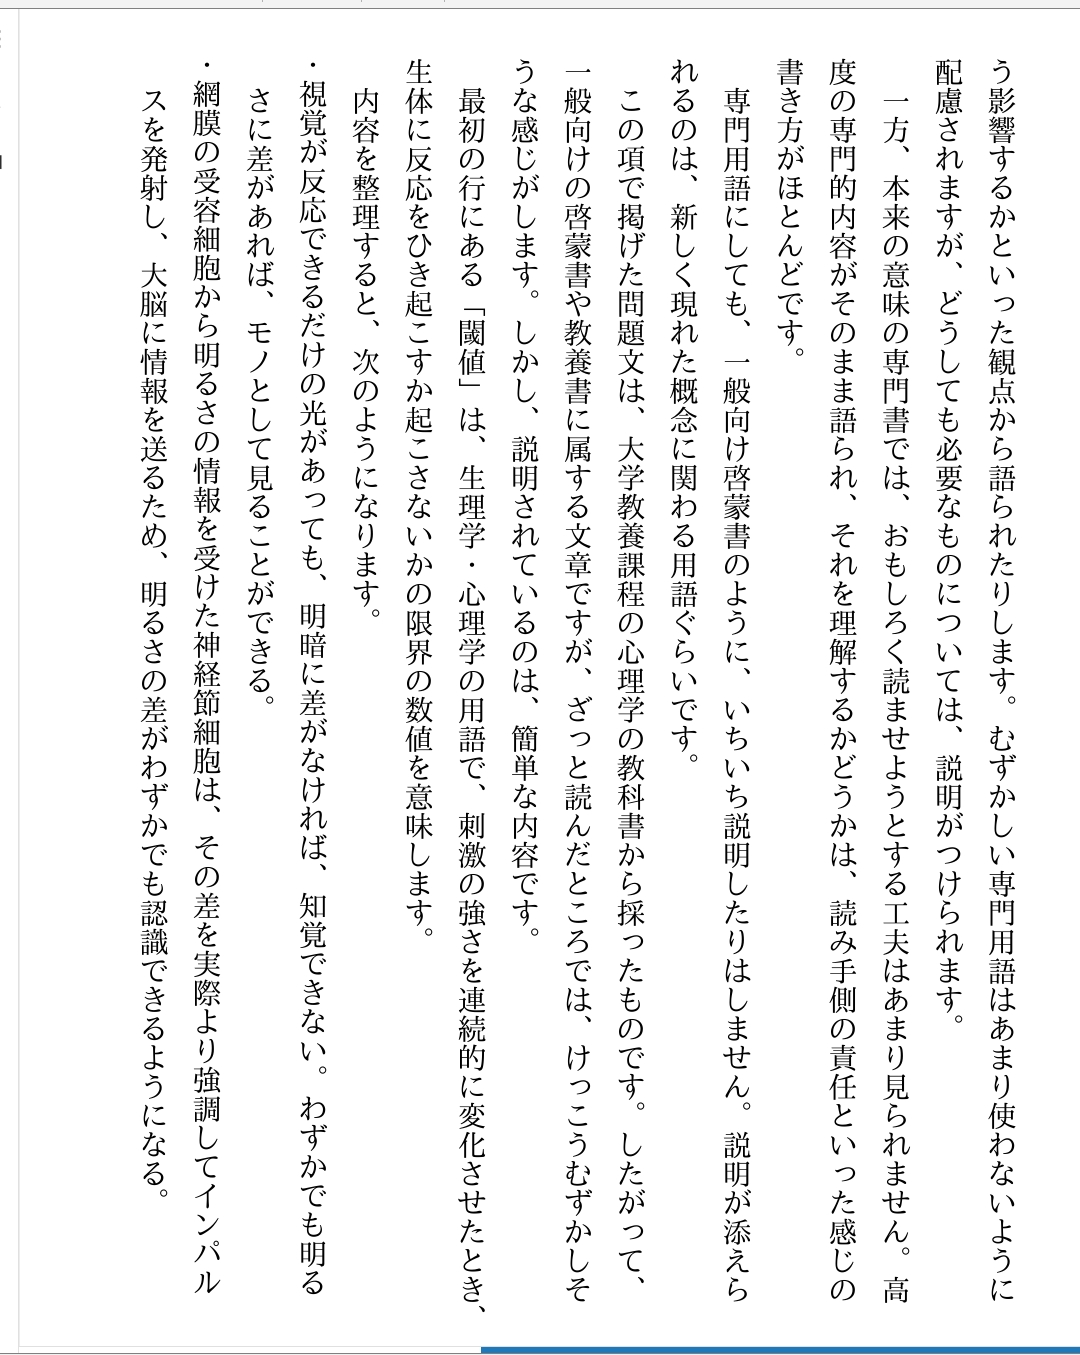 う影響するかといった観点から語られたりします。むずかしい専門用語はあまり使わないように
配慮されますが、どうしても必要なものについては、説明がつけられます。
一方、本来の意味の専門書では、おもしろく読ませようとする工夫はあまり見られません。高
度の専門的内容がそのまま語られ、それを理解するかどうかは、読み手側の責任といった感じの
書き方がほとんどです。
専門用語にしても、一般向け啓蒙書のように、いちいち説明したりはしません。説明が添えら
れるのは、新しく現れた概念に関わる用語ぐらいです。
この項で掲げた問題文は、大学教養課程の心理学の教科書から採ったものです。したがって、
一般向けの啓蒙書や教養書に属する文章ですが、ざっと読んだところでは、けっこうむずかしそ
うな感じがします。しかし、説明されているのは、簡単な内容です。
最初の行にある「閾値」は、生理学・心理学の用語で、刺激の強さを連続的に変化させたとき、
生体に反応をひき起こすか起こさないかの限界の数値を意味します。
内容を整理すると、次のようになります。
・視覚が反応できるだけの光があっても、明暗に差がなければ、知覚できない。わずかでも明る
さに差があれば、モノとして見ることができる。
・網膜の受容細胞から明るさの情報を受けた神経節細胞は、その差を実際より強調してインパル
スを発射し、大脳に情報を送るため、明るさの差がわずかでも認識できるようになる。